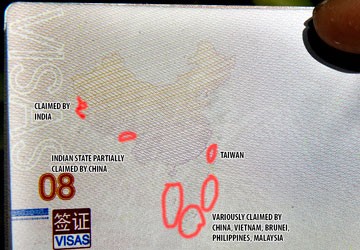 VISAS
CLAIMED BY
INDIA
INDIAN STATE PARTIALLY
CLAIMED BY CHINA
TAIWAN
VARIOUSLY CLAIMED BY
CHINA, VIETNAM, BRUNEI,
PHILIPPINES, MALAYSIA
08
签证
VISAS